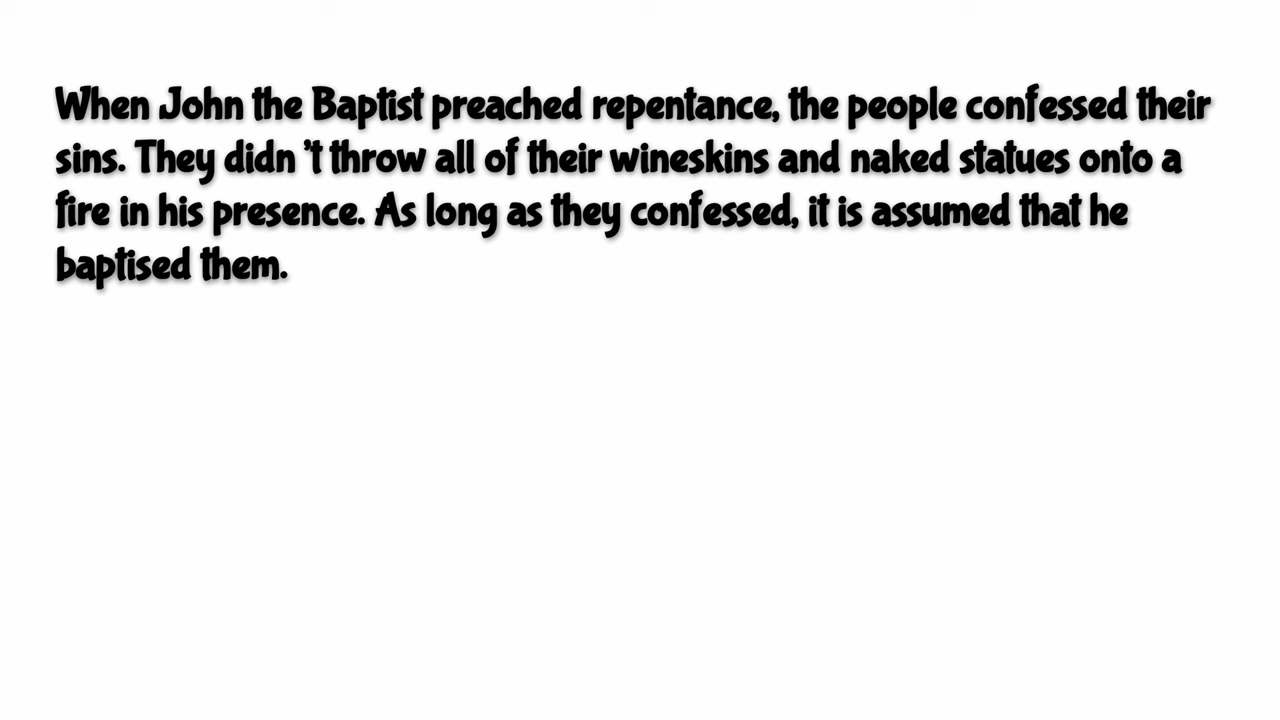 When John the Baptist preached repentance, the people confessed their
sins. They didn 't throw all of their wineskins and naked statues onto a
fire in his presence. As long as they confessed, it is assumed that he
baptised them.